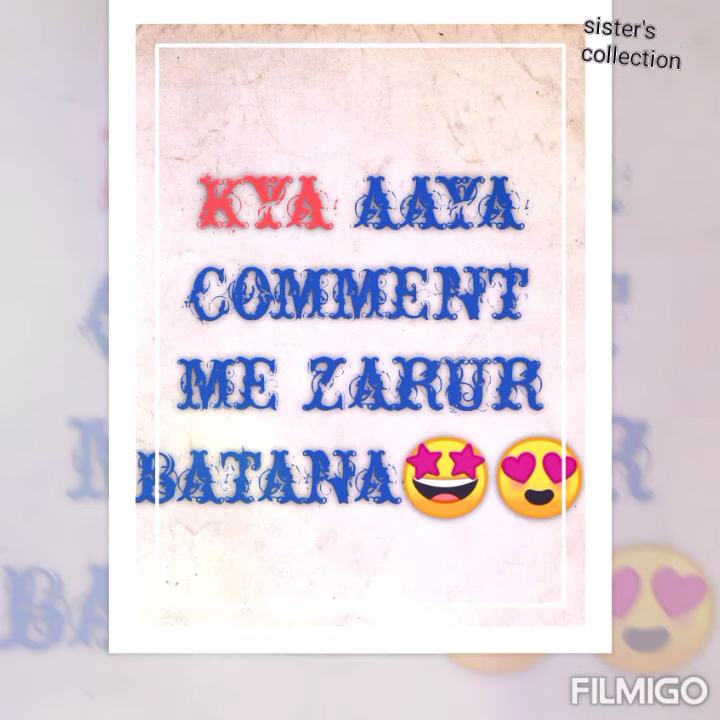 sister's
collection
KYA AAYA
COMMENT
ME ZARUR
BATANA🤩😍
FILMIGO